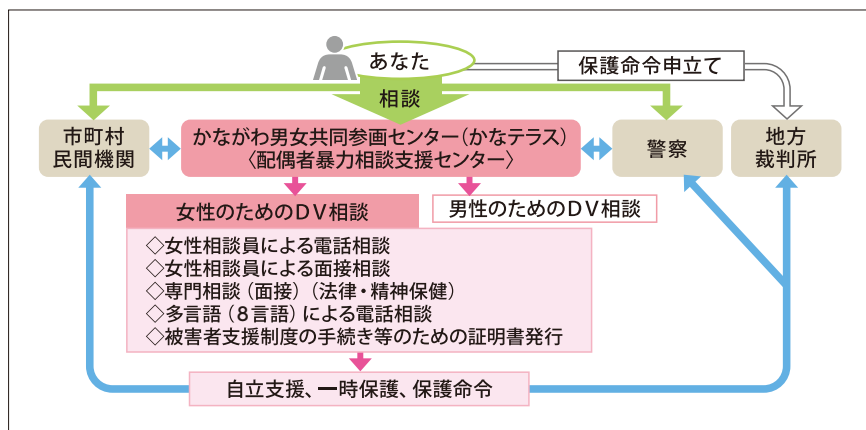 あなた
保護命令申立て
相談
市町村
民間機関
かながわ男女共同参画センター(かなテラス)
〈配偶者暴力相談支援センター〉
警察
地方
裁判所
女性のためのDV相談
男性のためのDV相談
◇女性相談員による電話相談
◇女性相談員による面接相談
◇専門相談(面接)(法律・精神保健)
◇多言語(8言語)による電話相談
◇被害者支援制度の手続き等のための証明書発行
自立支援、一時保護、保護命令